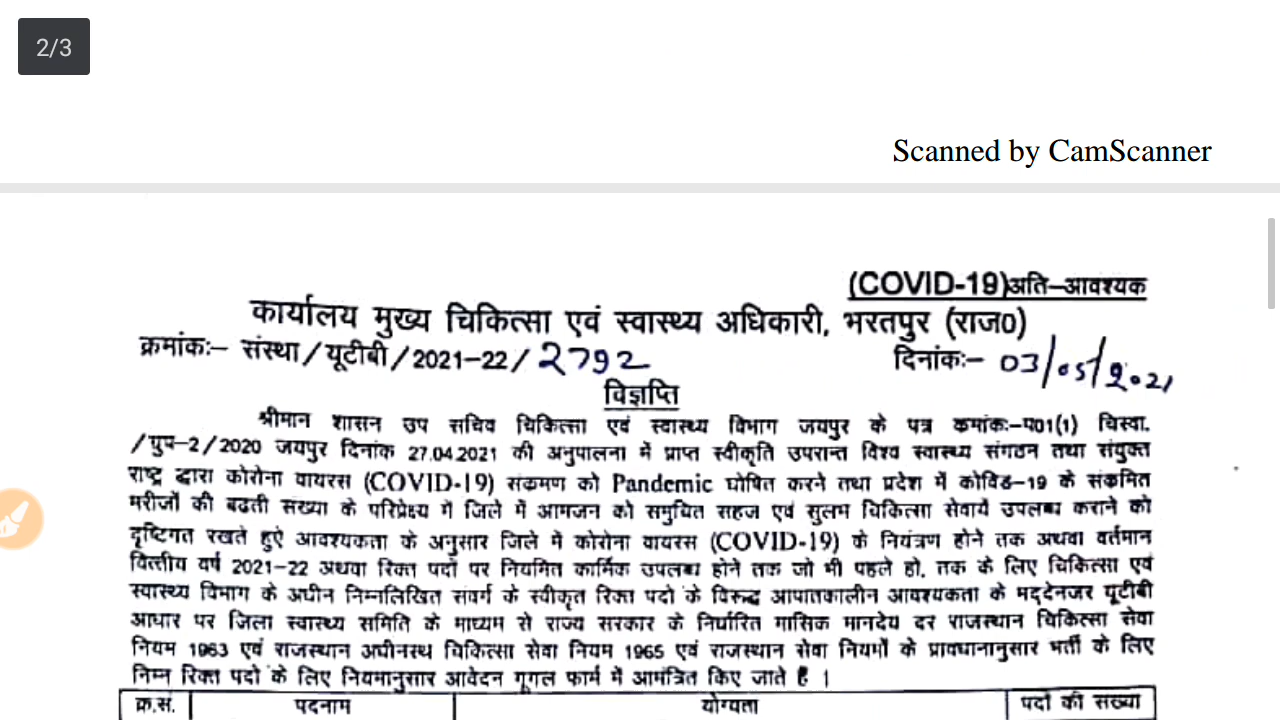 2/3
Scanned by CamScanner
(COVID-19)अति-आवश्यक
कार्यालय मुख्य चिकित्सा एवं स्वास्थ्य अधिकारी, भरतपुर (राज0)
क्रमांकः- संस्था/यूटीबी/2021-22/2792 दिनांकः- 03/05/2021
विज्ञप्ति
श्रीमान शासन उप सचिव चिकित्सा एवं स्वास्थ्य विभाग जयपुर के पत्र कमांकः-प01(1) चिस्वा.
/ग्रुप-2/2020 जयपुर दिनांक 27.04.2021 की अनुपालना में प्राप्त स्वीकृति उपरान्त विश्व स्वास्थ्य संगठन तथा संयुक्त
राष्ट्र द्वारा कोरोना वायरस (COVID-19) संकमण को Pandemic घोषित करने तथा प्रदेश में कोविड-19 के संकमित
मरीजों की बढती संख्या के परिप्रेक्ष्य में जिले में आमजन को समुचित सहज एवं सुलभ चिकित्सा सेवायें उपलब्ध कराने को
दृष्टिगत रखते हुऐ आवश्यकता के अनुसार जिले में कोरोना वायरस (COVID-19) के नियंत्रण होने तक अथवा वर्तमान
वित्तीय वर्ष 2021-22 अथवा रिक्त पदों पर नियमित कार्मिक उपलब्ध होने तक जो भी पहले हो, तक के लिए चिकित्सा एवं
स्वास्थ्य विभाग के अधीन निम्नलिखित संवर्ग के स्वीकृत रिक्त पदो के विरुद्ध आपातकालीन आवश्यकता के मद्देनजर यूटीबी
आधार पर जिला स्वास्थ्य समिति के माध्यम से राज्य सरकार के निर्धारित मासिक मानदेय दर राजस्थान चिकित्सा सेवा
नियम 1963 एवं राजस्थान अधीनस्थ चिकित्सा सेवा नियम 1965 एवं राजस्थान सेवा नियमों के प्रावधानानुसार भर्ती के लिए
निम्न रिक्त पदो के लिए नियमानुसार आवेदन गूगल फार्म में आमंत्रित किए जाते है ।
क्र.सं. पदनाम योग्यता पदों की संख्या